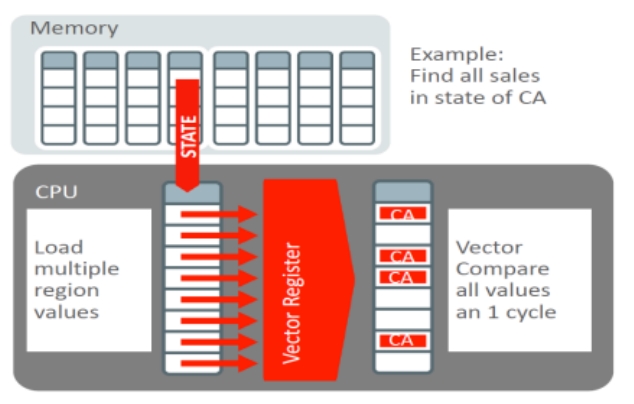 Memory
Example:
Find all sales
in state of CA
STATE
CPU
Load
multiple
region
values
Vector Register
CA
CA
CA
CA
Vector
Compare
all values
an 1 cycle